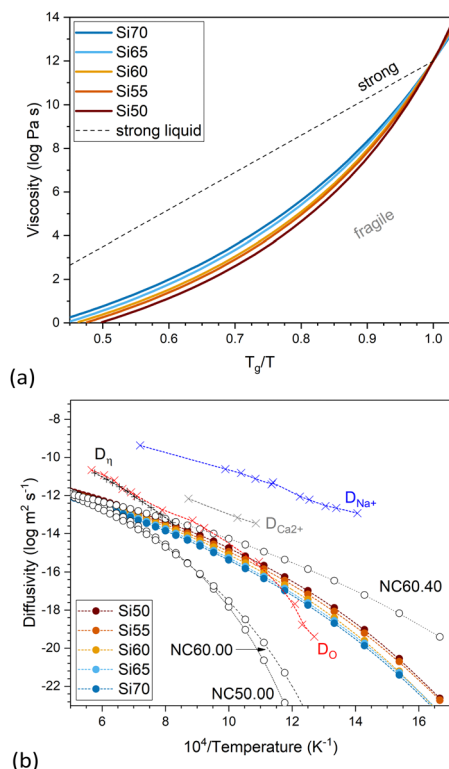 14
12
10
8
6
4
2
0
Viscosity (log Pa s)
Si70
Si65
Si60
Si55
Si50
strong liquid
strong
fragile
0.5
0.6
0.7
0.8
0.9
1.0
Tg/T
(a)
-8
-10
-12
-14
-16
-18
-20
-22
Diffusivity (log m² s⁻¹)
Dη
DNa+
DCa2+
NC60.40
Si50
Si55
Si60
Si65
Si70
NC60.00
DO
NC50.00
6
8
10
12
14
16
10⁴/Temperature (K⁻¹)
(b)